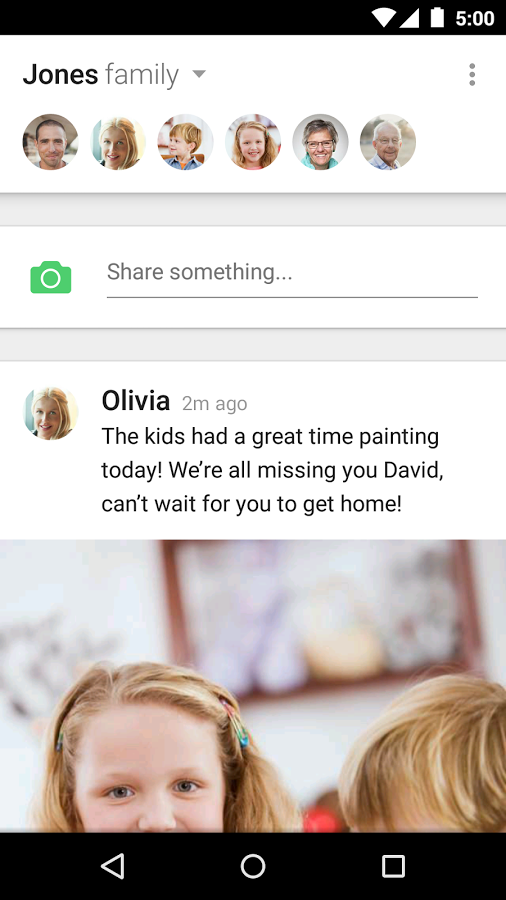 5:00
Jones family
Share something...
Olivia 2m ago
The kids had a great time painting
today! We’re all missing you David,
can’t wait for you to get home!